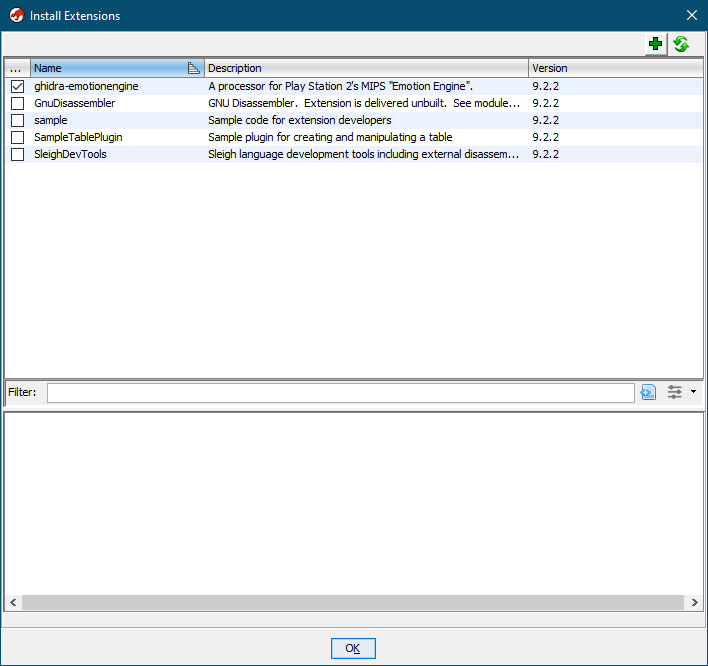 Install Extensions
... Name Description Version
ghidra-emotionengine A processor for Play Station 2's MIPS "Emotion Engine". 9.2.2
GnuDisassembler GNU Disassembler. Extension is delivered unbuilt. See module... 9.2.2
sample Sample code for extension developers 9.2.2
SampleTablePlugin Sample plugin for creating and manipulating a table 9.2.2
SleighDevTools Sleigh language development tools including external disassem... 9.2.2
Filter:
OK